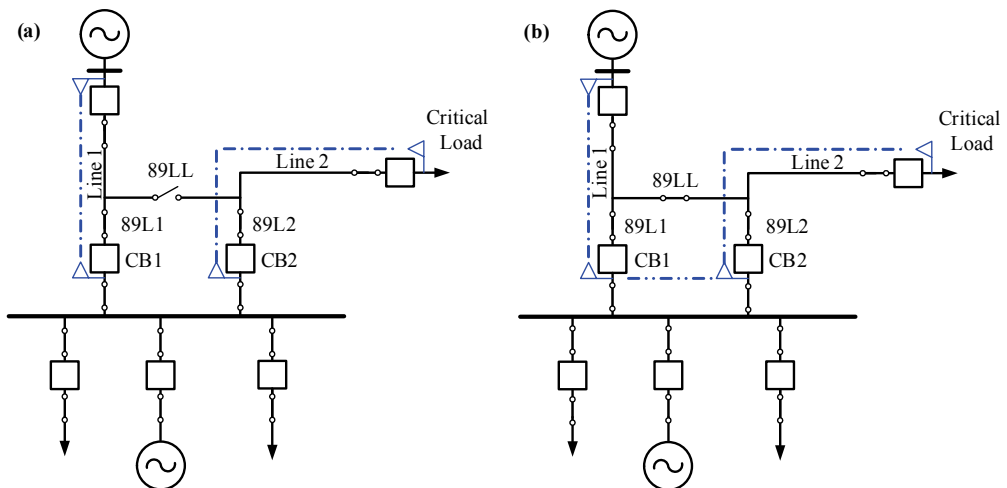 (a)
Critical
Load
Line 1
Line 2
89LL
89L1
89L2
CB1
CB2
(b)
Critical
Load
Line 1
Line 2
89LL
89L1
89L2
CB1
CB2